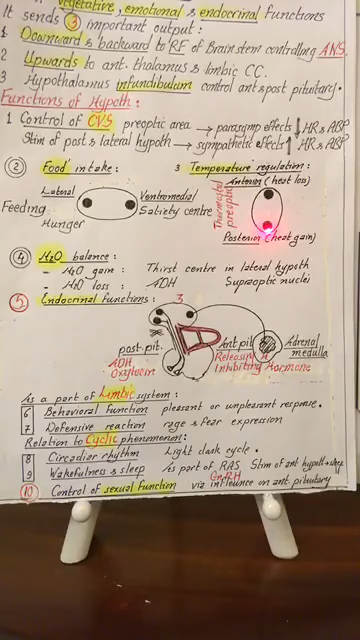 vegetative, emotional & endocrinal functions
It sends 3 important output:
1 Downward & backward to RF of Brain stem controlling ANS.
2 Upwards to ant. thalamus & limbic CC.
3 Hypothalamus infundibulum control ant & post pituitary.
Functions of Hypoth:
1 Control of CVS preoptic area → parasymp effects ↓ HR & ABP
Stim of post & lateral hypoth → sympathetic effects ↑ HR & ABP
2 Food intake:
Lateral Ventromedial
Feeding Satiety centre
Hunger
3 Temperature regulation:
Anterior (heat loss)
Thermostat
preoptic
Posterior (heat gain)
4 H2O balance:
- H2O gain: Thirst centre in lateral hypoth
- H2O loss: ADH Supraoptic nuclei
5 Endocrinal functions:
3
post. pit. Ant pit Adrenal medulla
ADH Releasing
Oxytocin Inhibiting Hormone
As a part of Limbic system:
6 Behavioral Function pleasant or unpleasant response.
7 Defensive reaction rage & fear expression
Relation to Cyclic phenomenon:
8 Circadian rhythm Light dark cycle.
9 Wakefulness & sleep As part of RAS Stim of ant hypoth → sleep
GnRH
10 Control of sexual function via influence on ant pituitary